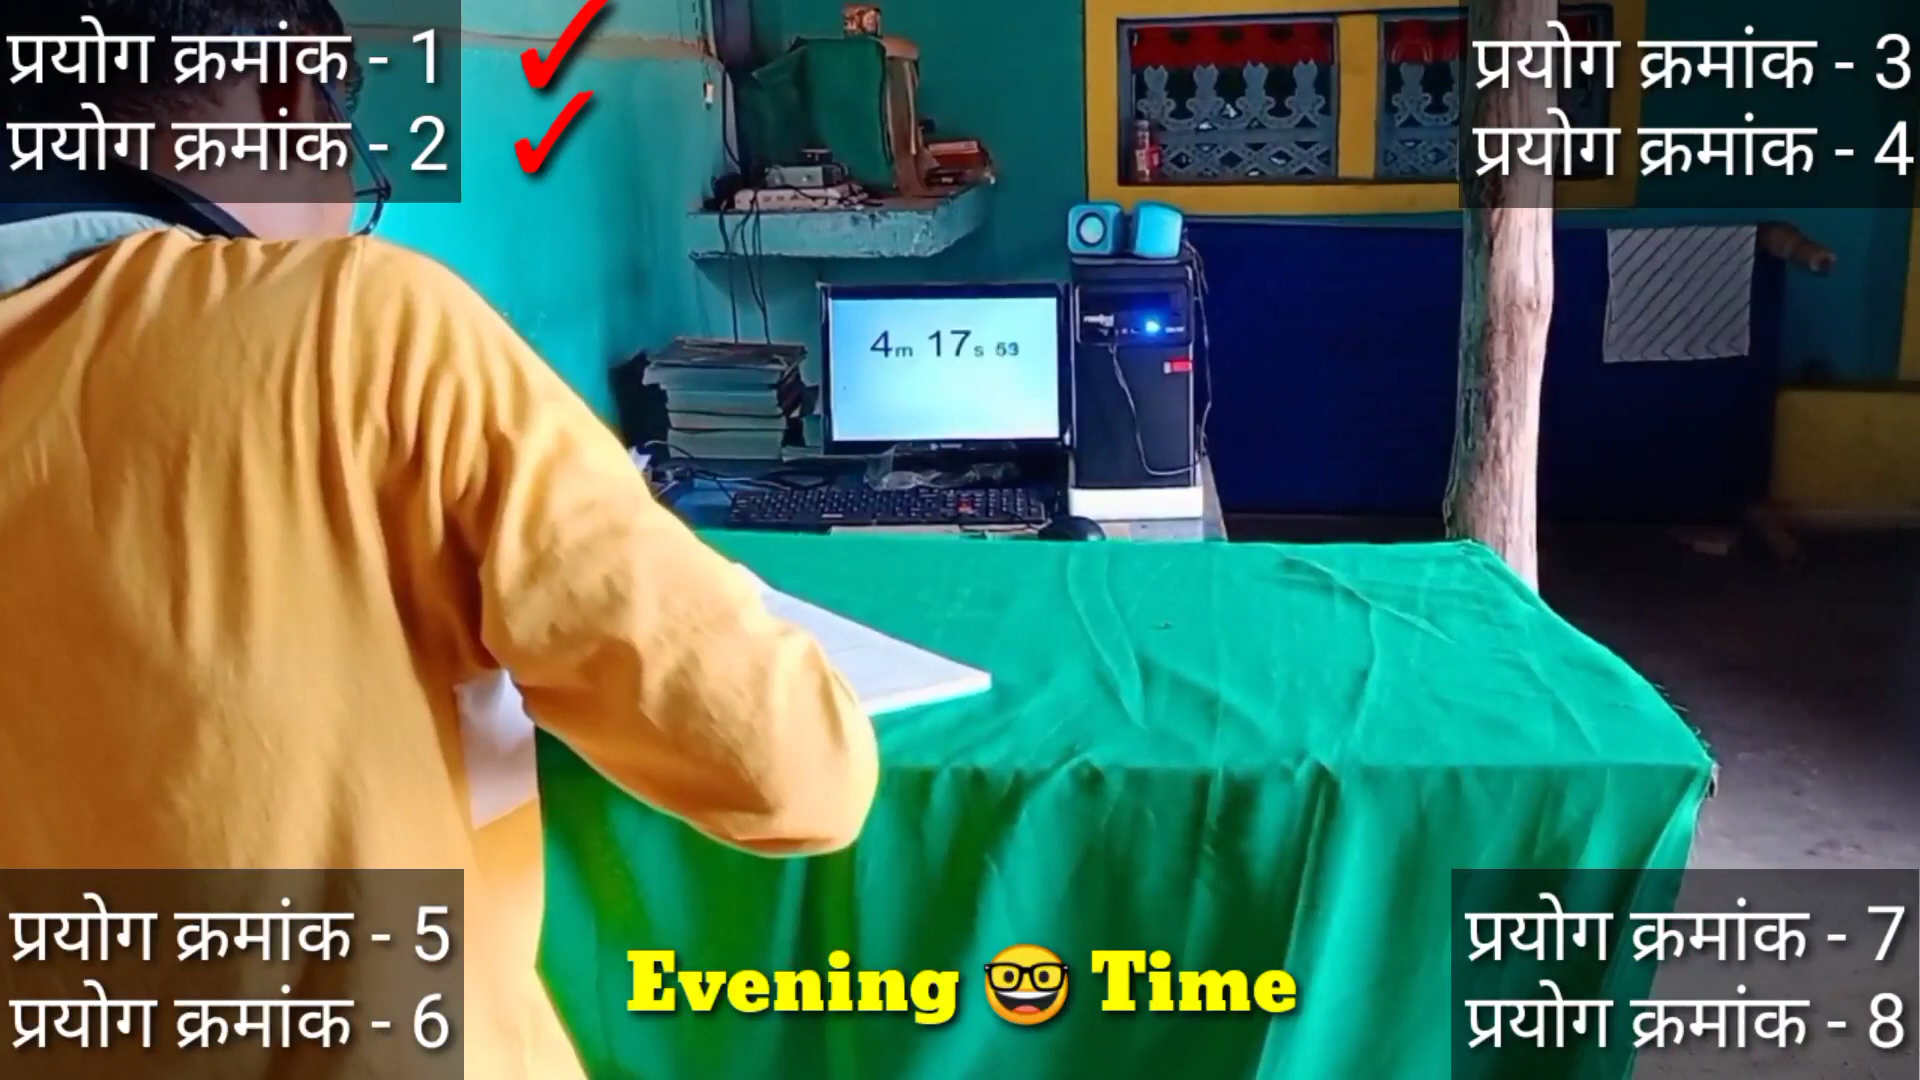 प्रयोग क्रमांक - 1
प्रयोग क्रमांक - 2
प्रयोग क्रमांक - 3
प्रयोग क्रमांक - 4
4m 17s 53
प्रयोग क्रमांक - 5
प्रयोग क्रमांक - 6
Evening 🤓 Time
प्रयोग क्रमांक - 7
प्रयोग क्रमांक - 8